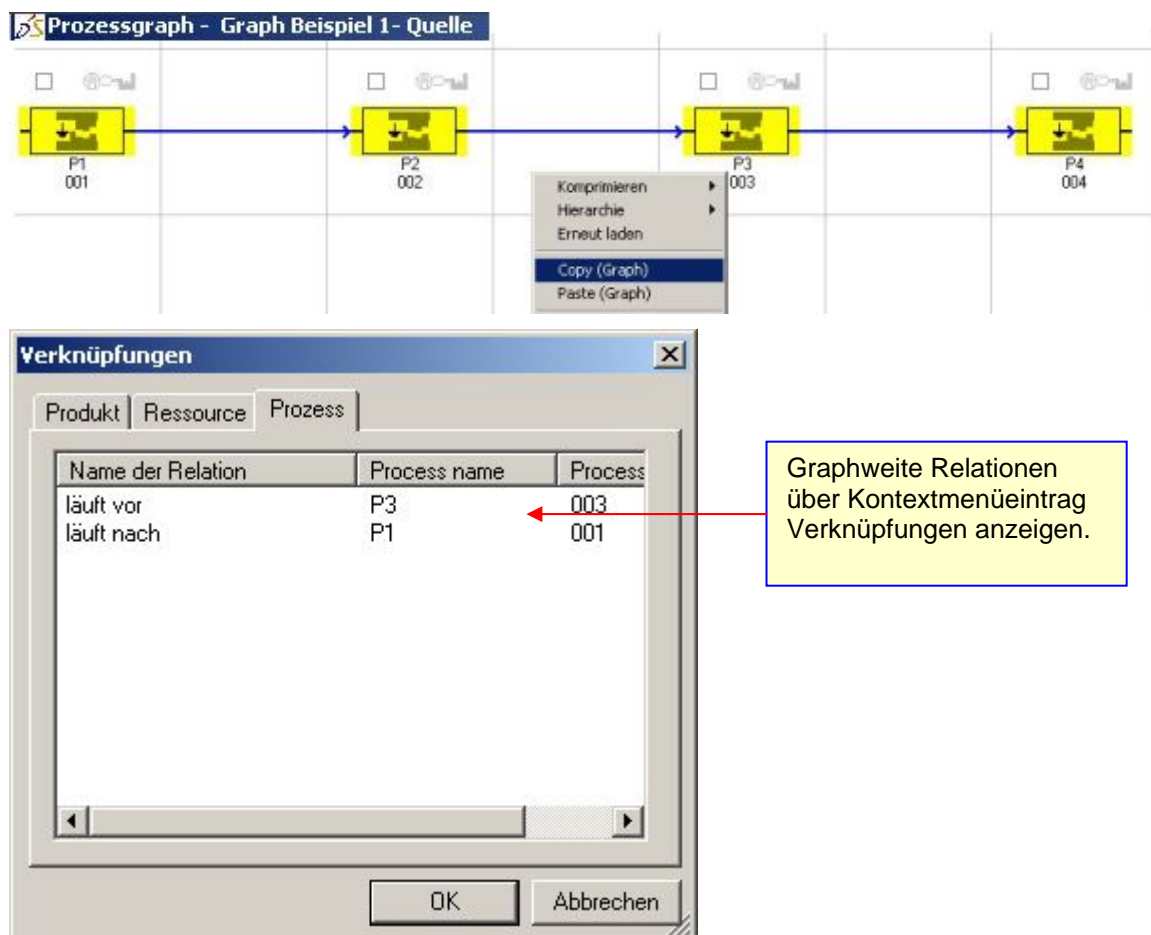 Prozessgraph - Graph Beispiel 1- Quelle
P1
001
P2
002
P3
003
P4
004
Komprimieren
Hierarchie
Erneut laden
Copy (Graph)
Paste (Graph)
Verknüpfungen
Produkt Ressource Prozess
Name der Relation Process name Process
läuft vor P3 003
läuft nach P1 001
OK Abbrechen
Graphweite Relationen
über Kontextmenüeintrag
Verknüpfungen anzeigen.